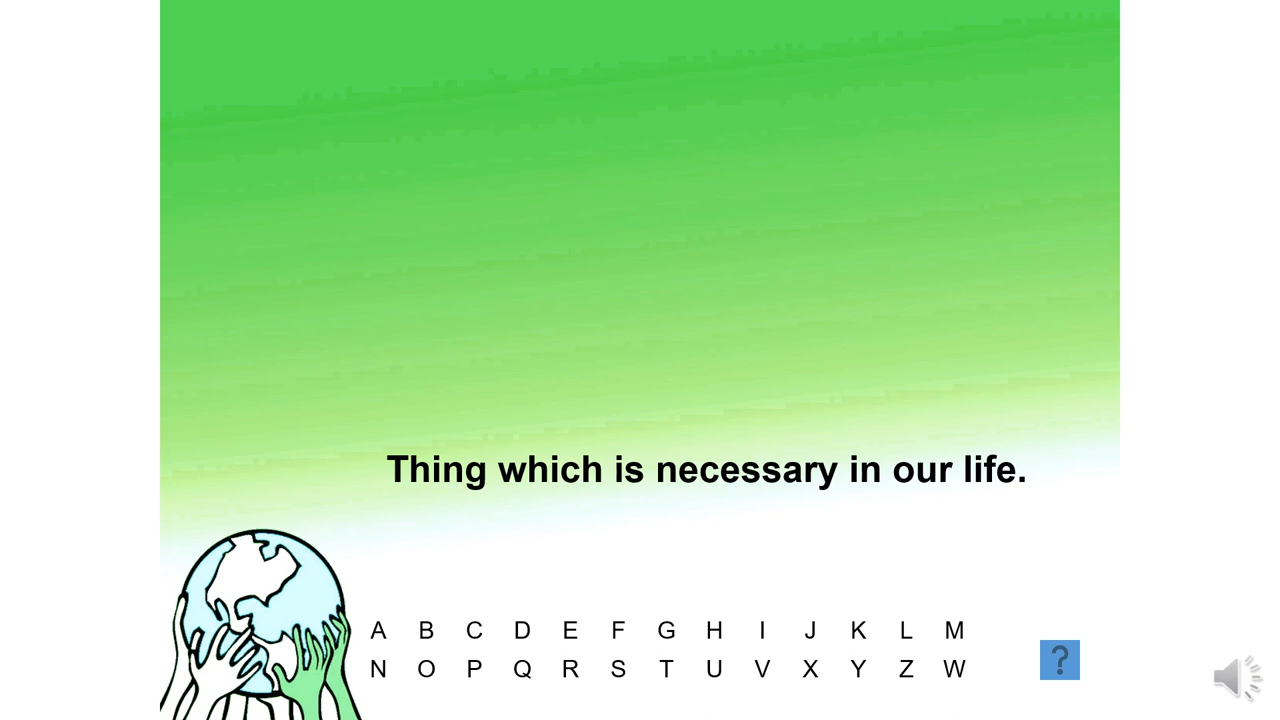 Thing which is necessary in our life.
A B C D E F G H I J K L M
N O P Q R S T U V X Y Z W
?